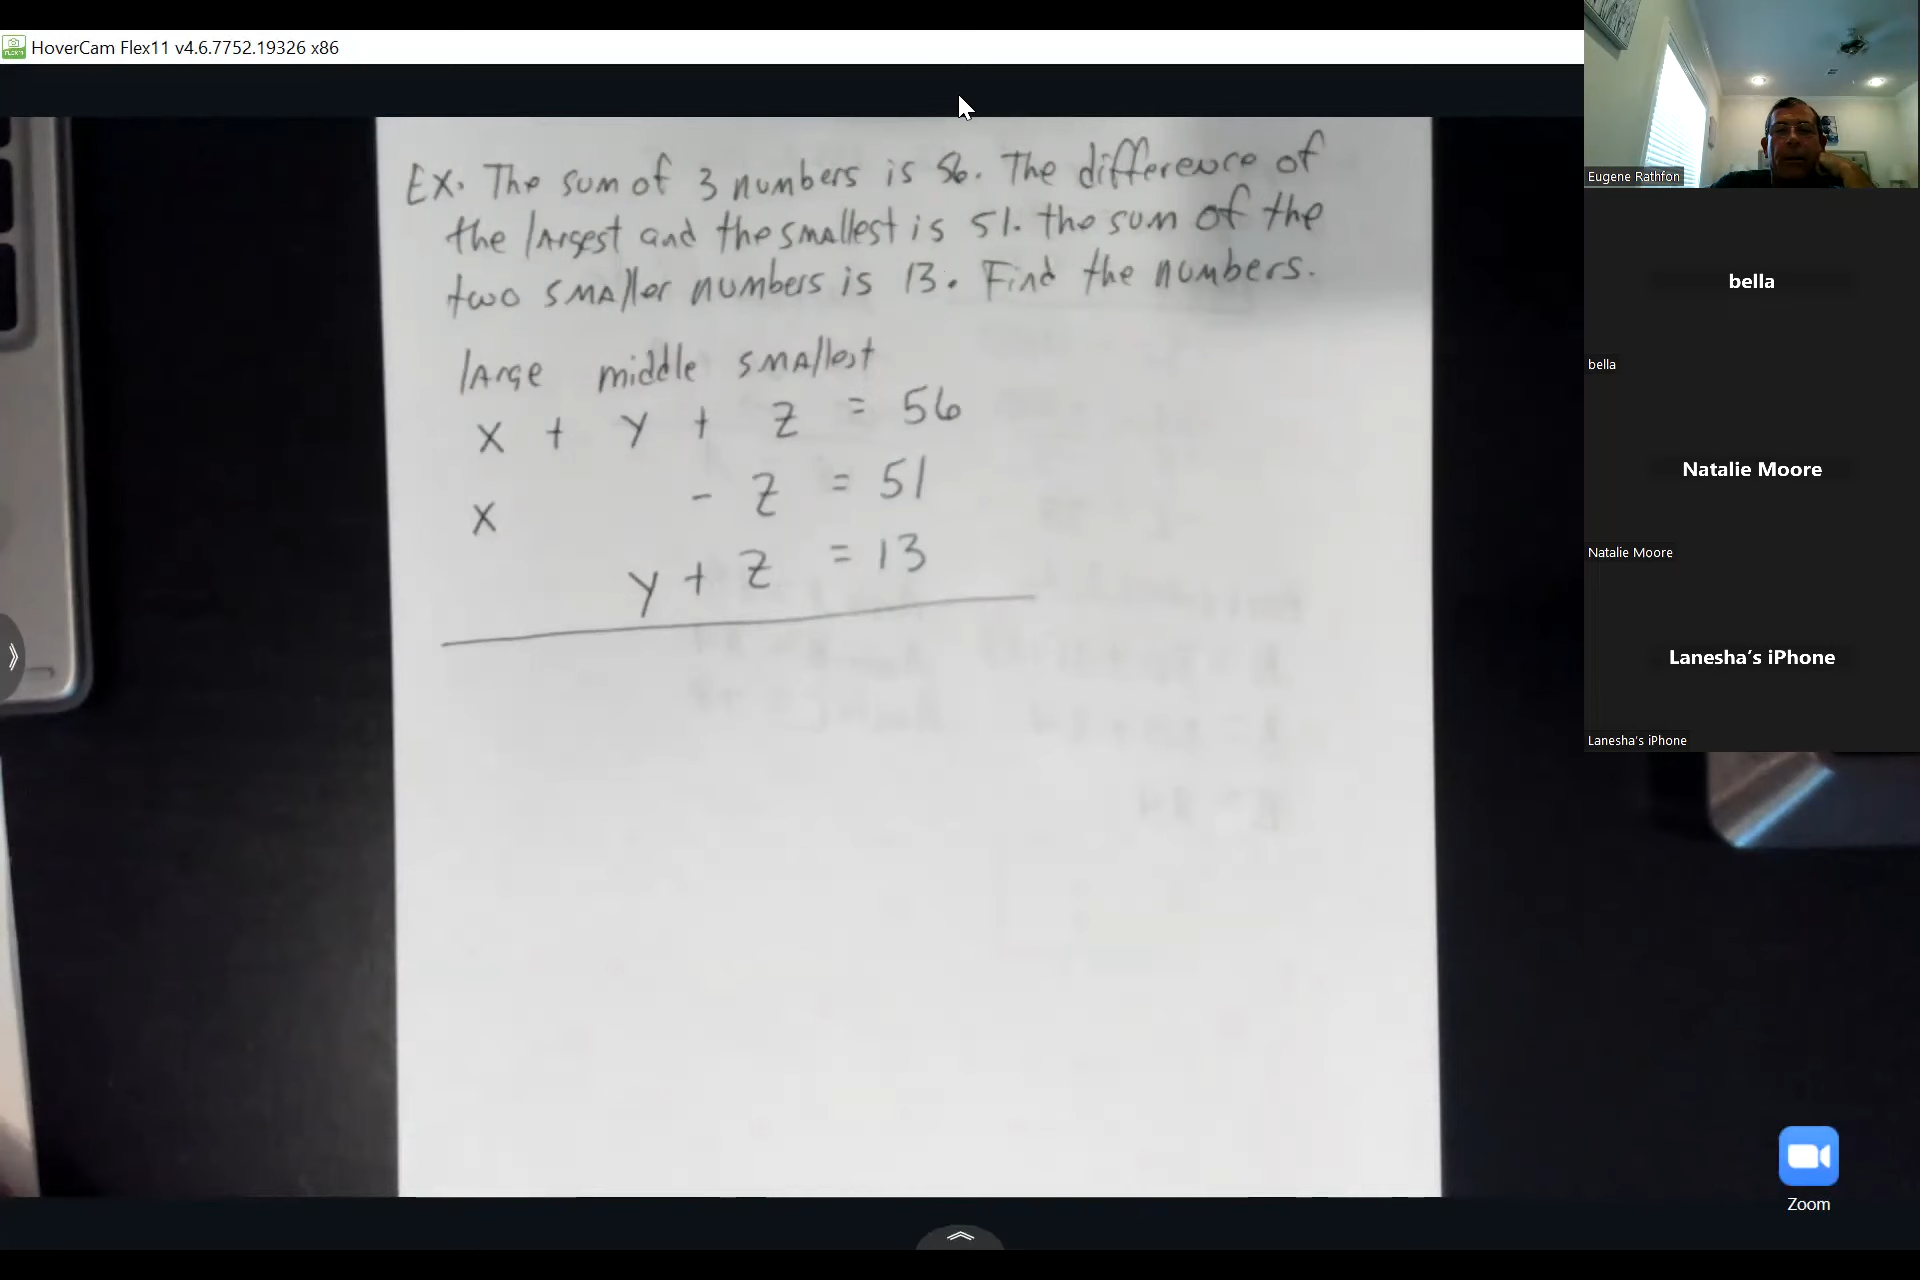 HoverCam Flex11 v4.6.7752.19326 x86
Ex. The sum of 3 numbers is 56. The difference of
the largest and the smallest is 51. the sum of the
two smaller numbers is 13. Find the numbers.
large middle smallest
x + y + z = 56
x - z = 51
y + z = 13
Eugene Rathfon
bella
bella
Natalie Moore
Natalie Moore
Lanesha's iPhone
Lanesha's iPhone
Zoom